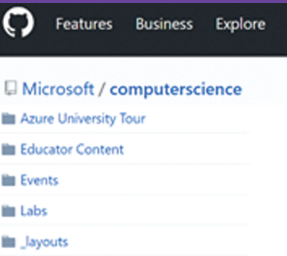 Features Business Explore
Microsoft / computerscience
Azure University Tour
Educator Content
Events
Labs
_layouts